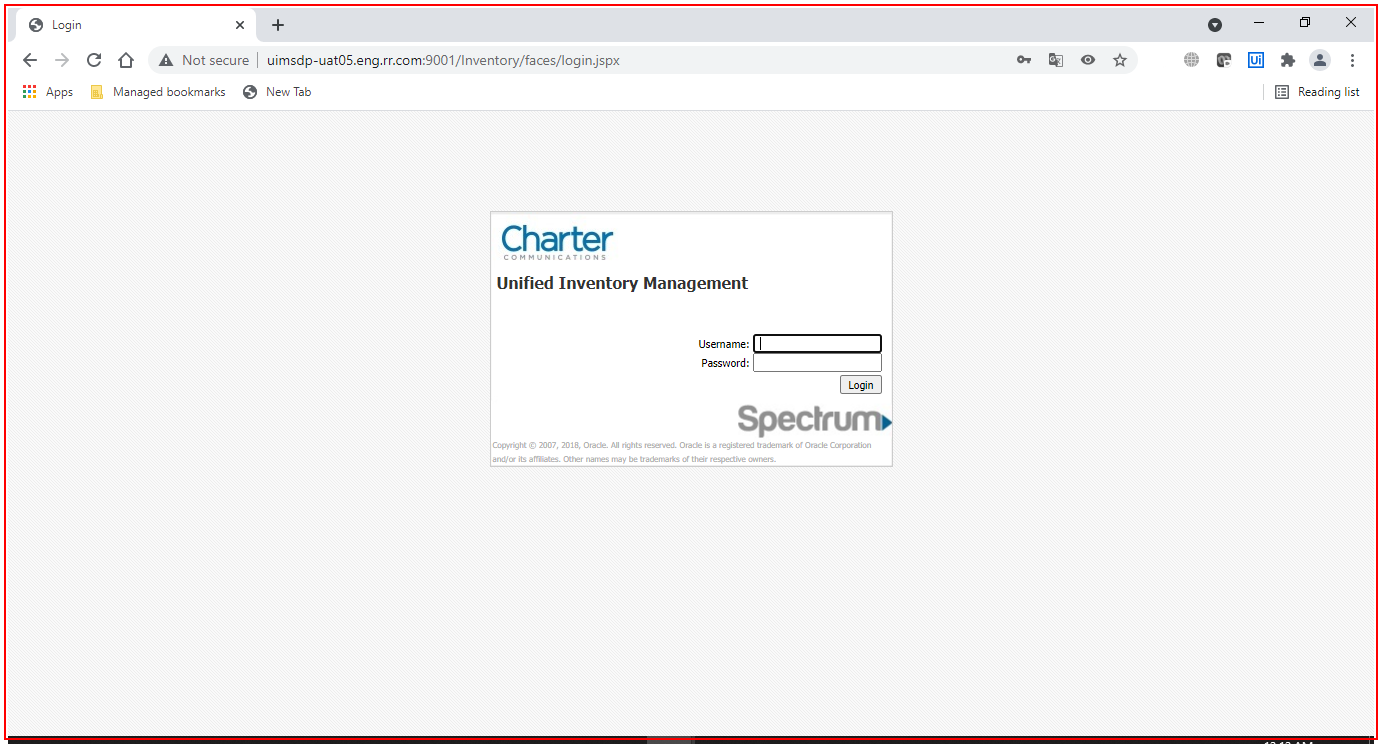 Login
Not secure uimsdp-uat05.eng.rr.com:9001/Inventory/faces/login.jspx
Ui
Apps Managed bookmarks New Tab Reading list
Charter
COMMUNICATIONS
Unified Inventory Management
Username:
Password:
Login
Spectrum
Copyright © 2007, 2018, Oracle. All rights reserved. Oracle is a registered trademark of Oracle Corporation
and/or its affiliates. Other names may be trademarks of their respective owners.